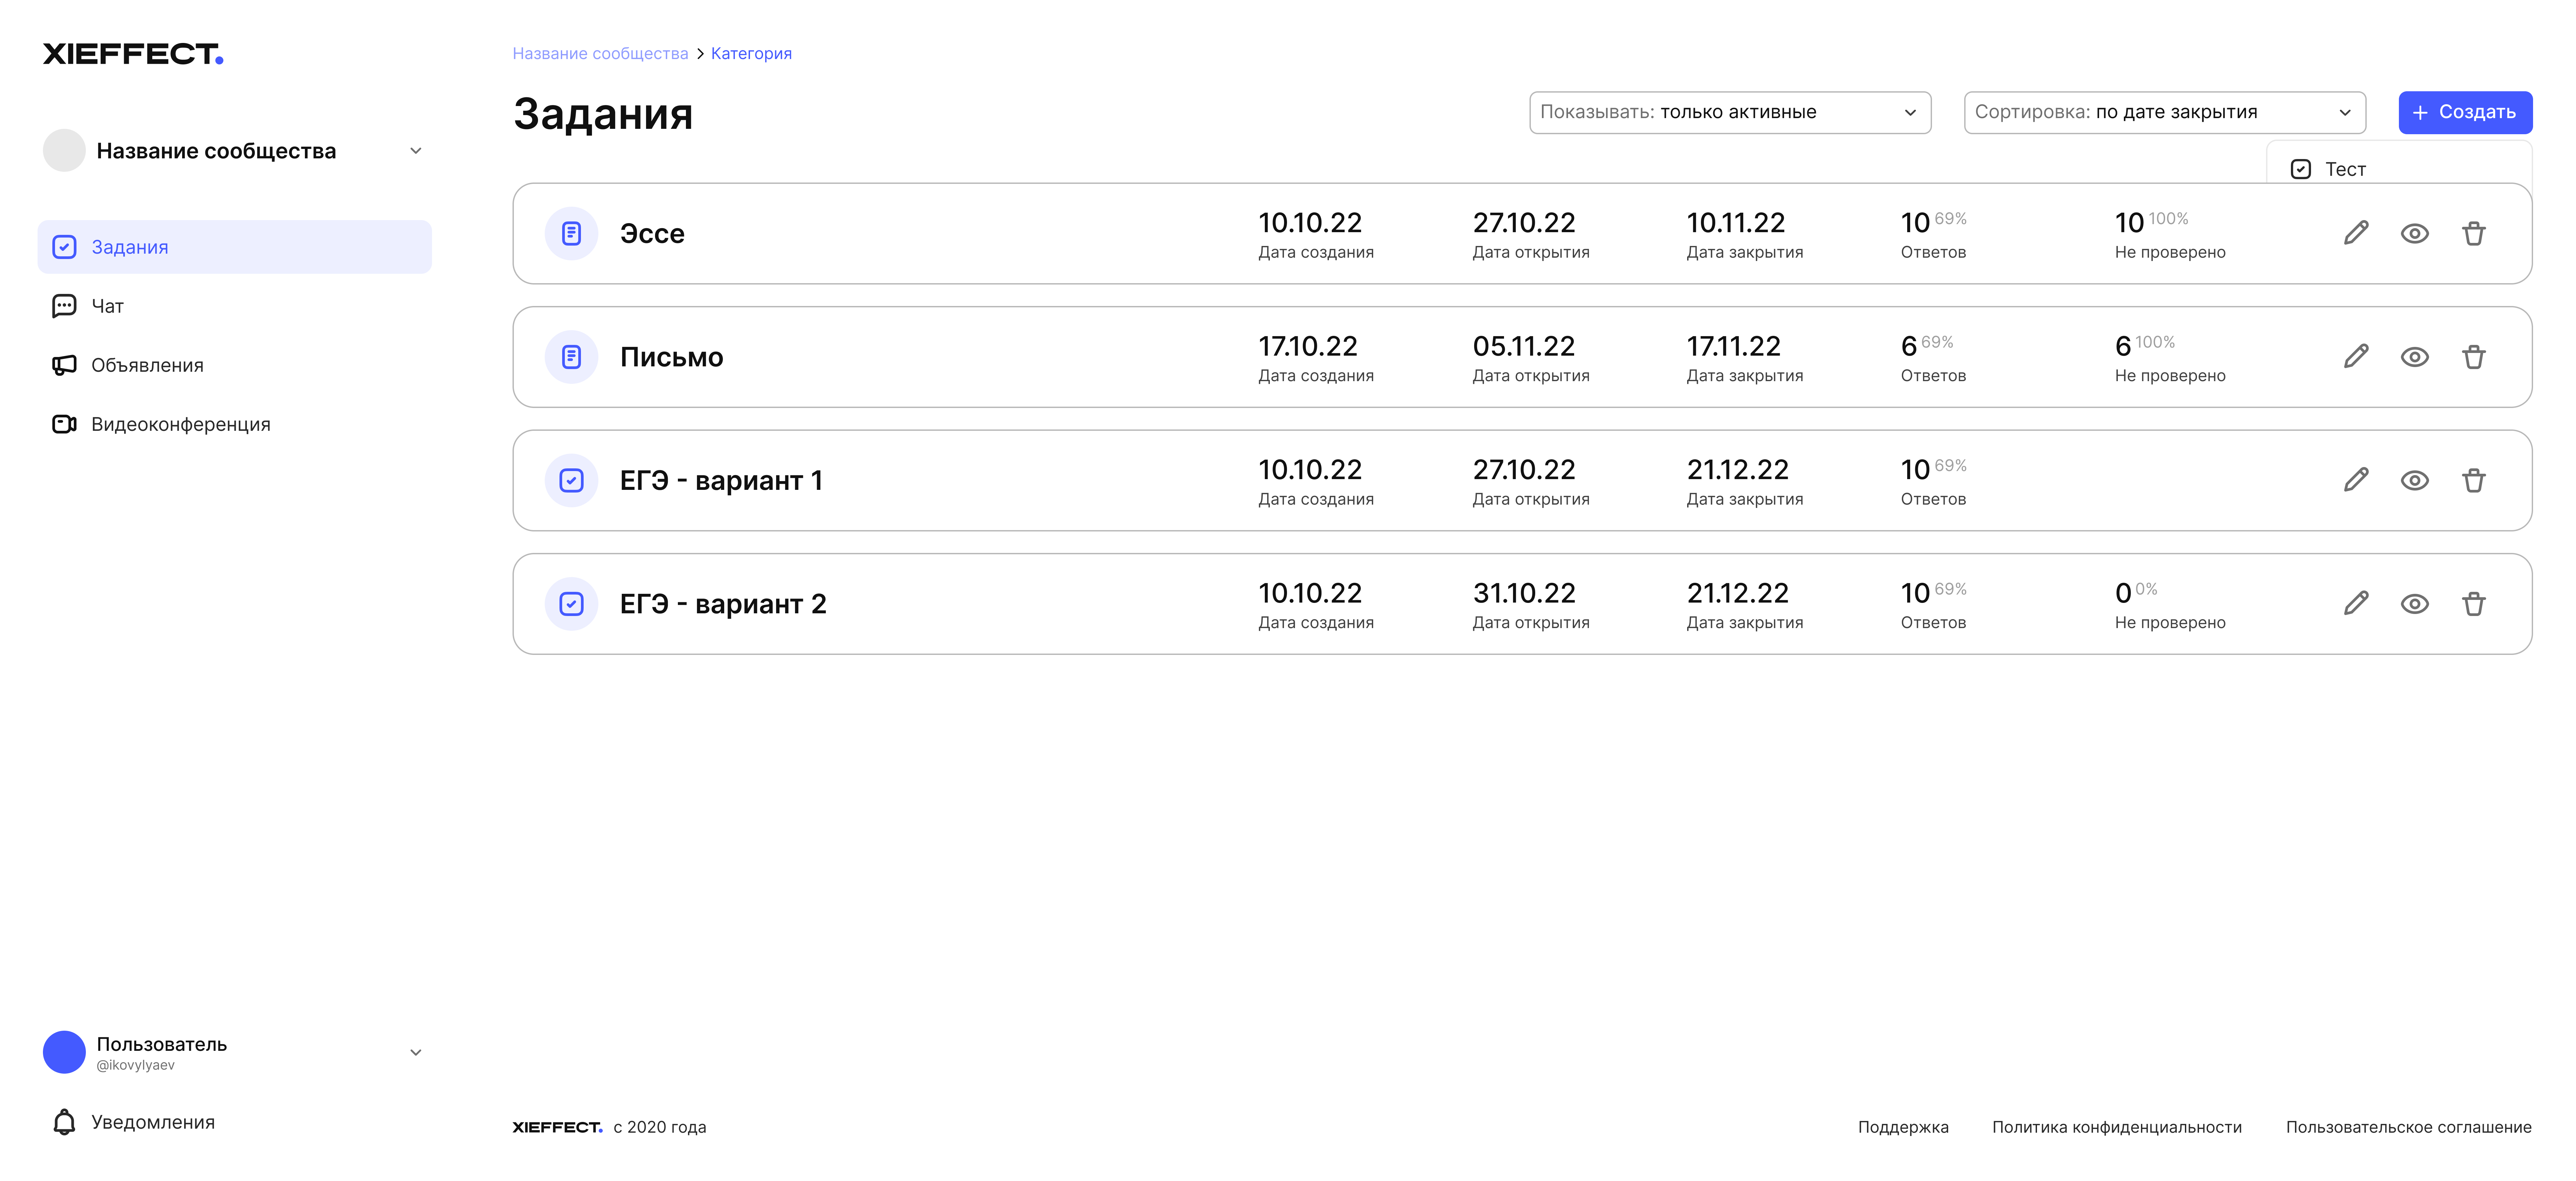 XIEFFECT.
Название сообщества
Задания
Чат
Объявления
Видеоконференция
Пользователь
@ikovylyaev
Уведомления
Название сообщества > Категория
Задания
Показывать: только активные
Сортировка: по дате закрытия
+ Создать
Тест
Эссе
10.10.22 27.10.22 10.11.22 10 69% 10 100%
Дата создания Дата открытия Дата закрытия Ответов Не проверено
Письмо
17.10.22 05.11.22 17.11.22 6 69% 6 100%
Дата создания Дата открытия Дата закрытия Ответов Не проверено
ЕГЭ - вариант 1
10.10.22 27.10.22 21.12.22 10 69%
Дата создания Дата открытия Дата закрытия Ответов
ЕГЭ - вариант 2
10.10.22 31.10.22 21.12.22 10 69% 0 0%
Дата создания Дата открытия Дата закрытия Ответов Не проверено
XIEFFECT. с 2020 года
Поддержка Политика конфиденциальности Пользовательское соглашение